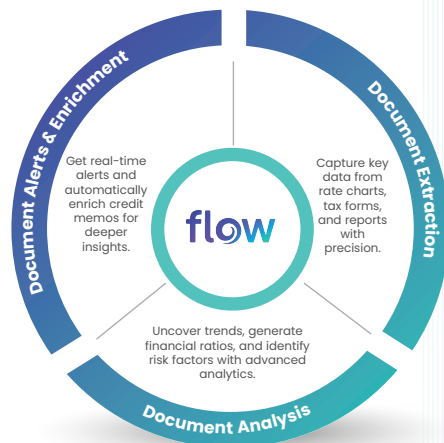 Document Alerts & Enrichment
Get real-time
alerts and
automatically
enrich credit
memos for
deeper
insights.
flow
Document Extraction
Capture key
data from
rate charts,
tax forms,
and reports
with
precision.
Uncover trends, generate
financial ratios, and identify
risk factors with advanced
analytics.
Document Analysis